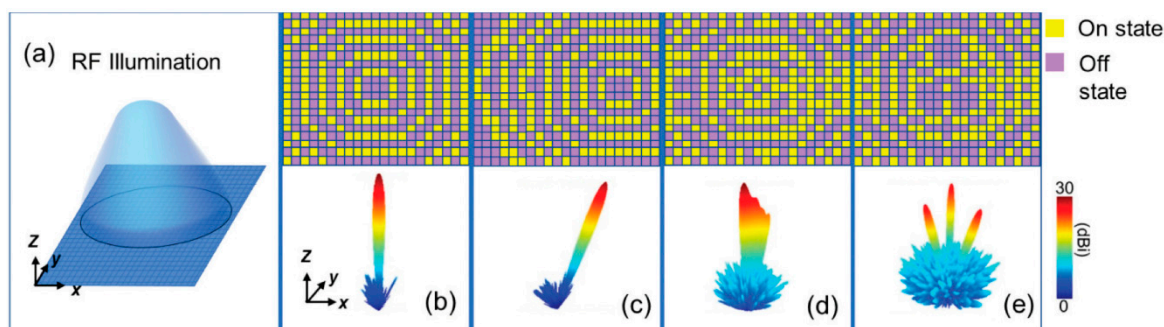 (a) RF Illumination
Z
y
x
Z
y
x
(b)
(c)
(d)
(e)
On state
Off
state
30
(dBi)
0